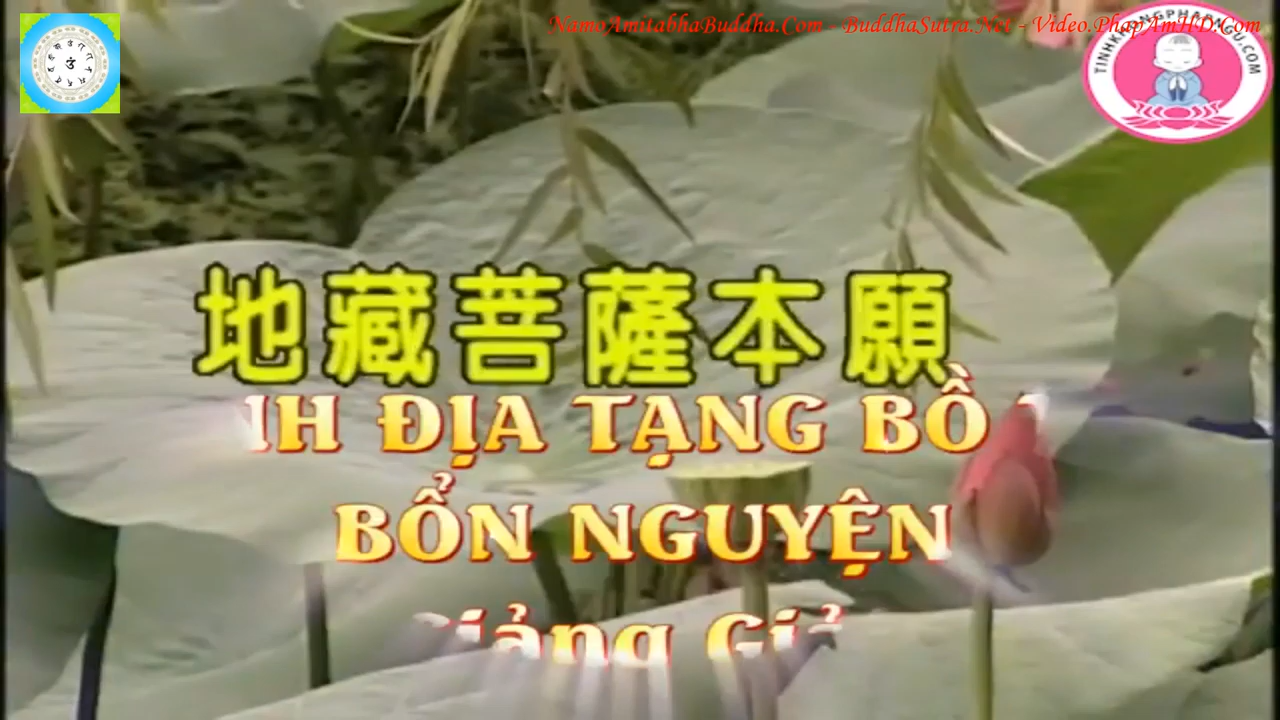 NamoAmitabhaBuddha.Com - BuddhaSutra.Net - Video.PhapAmHD.Com
地藏菩薩本願
ĐỊA TẠNG BỒ
BỔN NGUYỆN